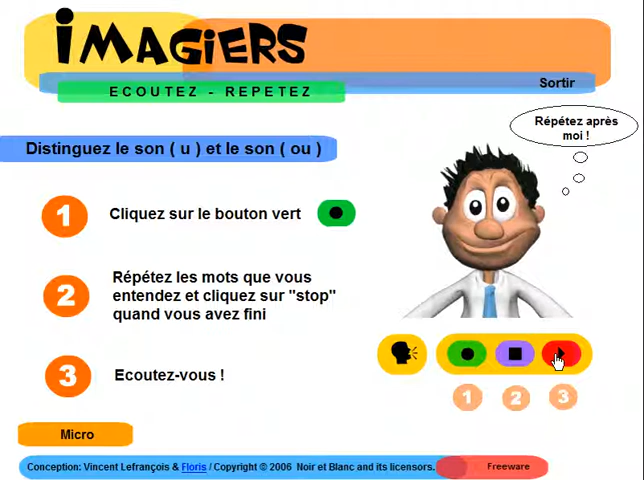 iMAGiERS
ECOUTEZ - REPETEZ
Sortir
Répétez après
moi !
Distinguez le son ( u ) et le son ( ou )
1 Cliquez sur le bouton vert
2 Répétez les mots que vous
entendez et cliquez sur "stop"
quand vous avez fini
3 Ecoutez-vous !
1 2 3
Micro
Conception: Vincent Lefrançois & Floris / Copyright © 2006 Noir et Blanc and its licensors. Freeware